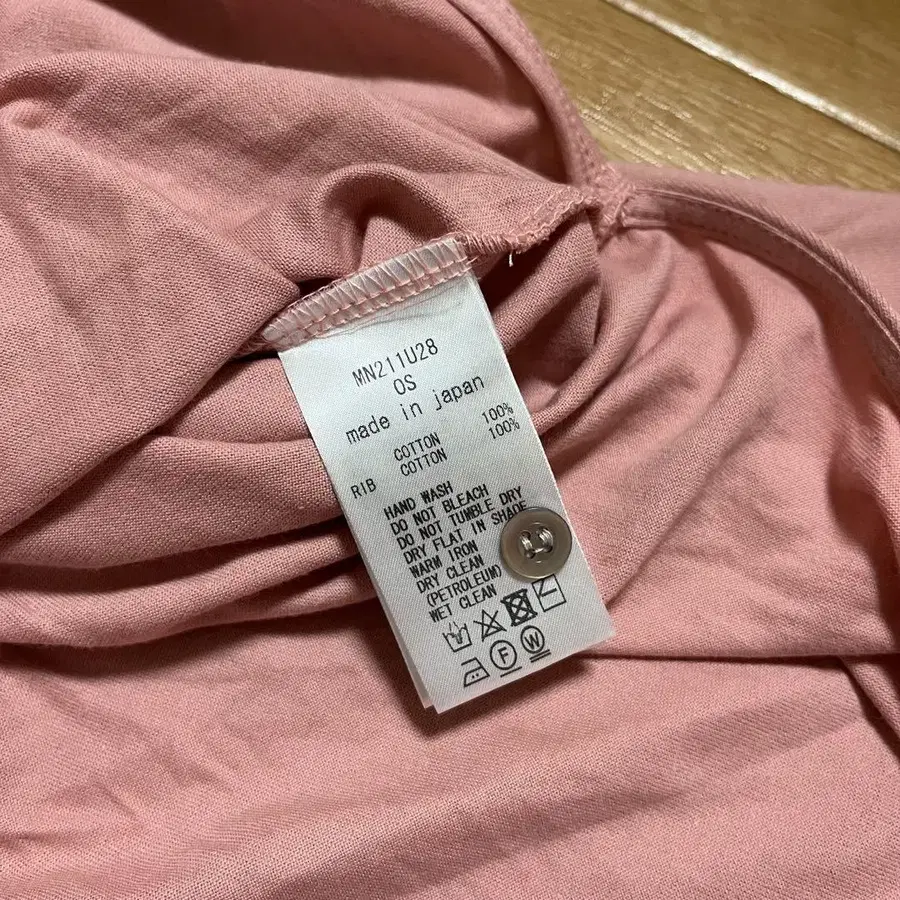 MN211U28
OS
made in japan
COTTON 100%
RIB COTTON 100%
HAND WASH
DO NOT BLEACH
DO NOT TUMBLE DRY
DRY FLAT IN SHADE
WARM IRON
DRY CLEAN
(PETROLEUM)
WET CLEAN
F W